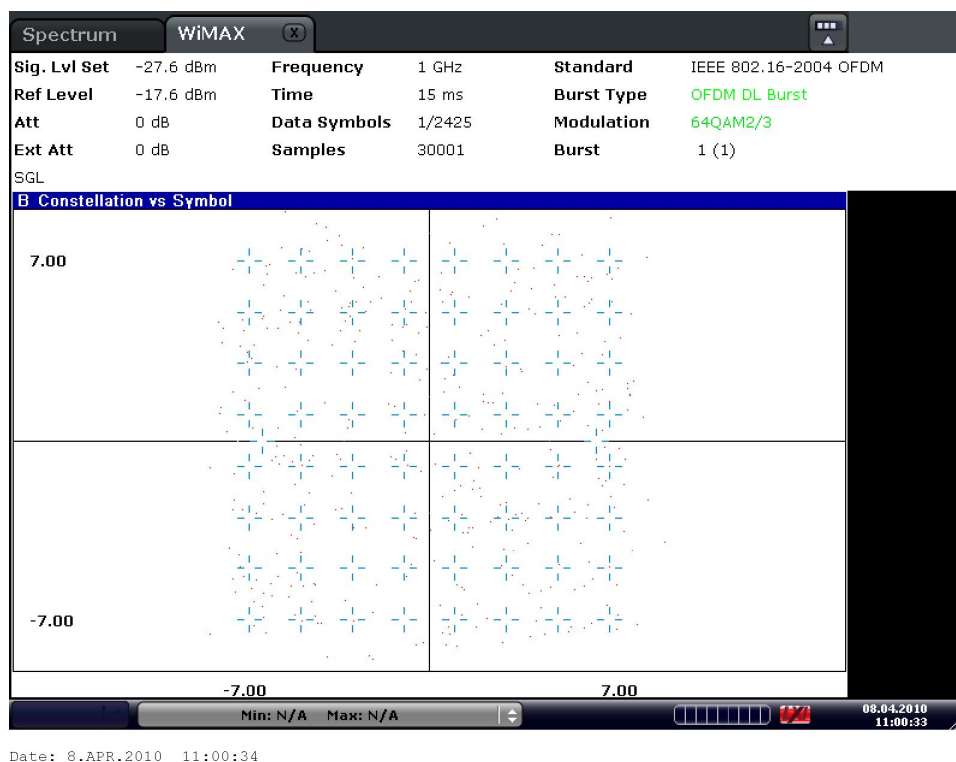 Spectrum WiMAX X
Sig. Lvl Set -27.6 dBm Frequency 1 GHz Standard IEEE 802.16-2004 OFDM
Ref Level -17.6 dBm Time 15 ms Burst Type OFDM DL Burst
Att 0 dB Data Symbols 1/2425 Modulation 64QAM2/3
Ext Att 0 dB Samples 30001 Burst 1 (1)
SGL
B Constellation vs Symbol
7.00
-7.00
-7.00 7.00
Min: N/A Max: N/A
08.04.2010
11:00:33
Date: 8.APR.2010 11:00:34